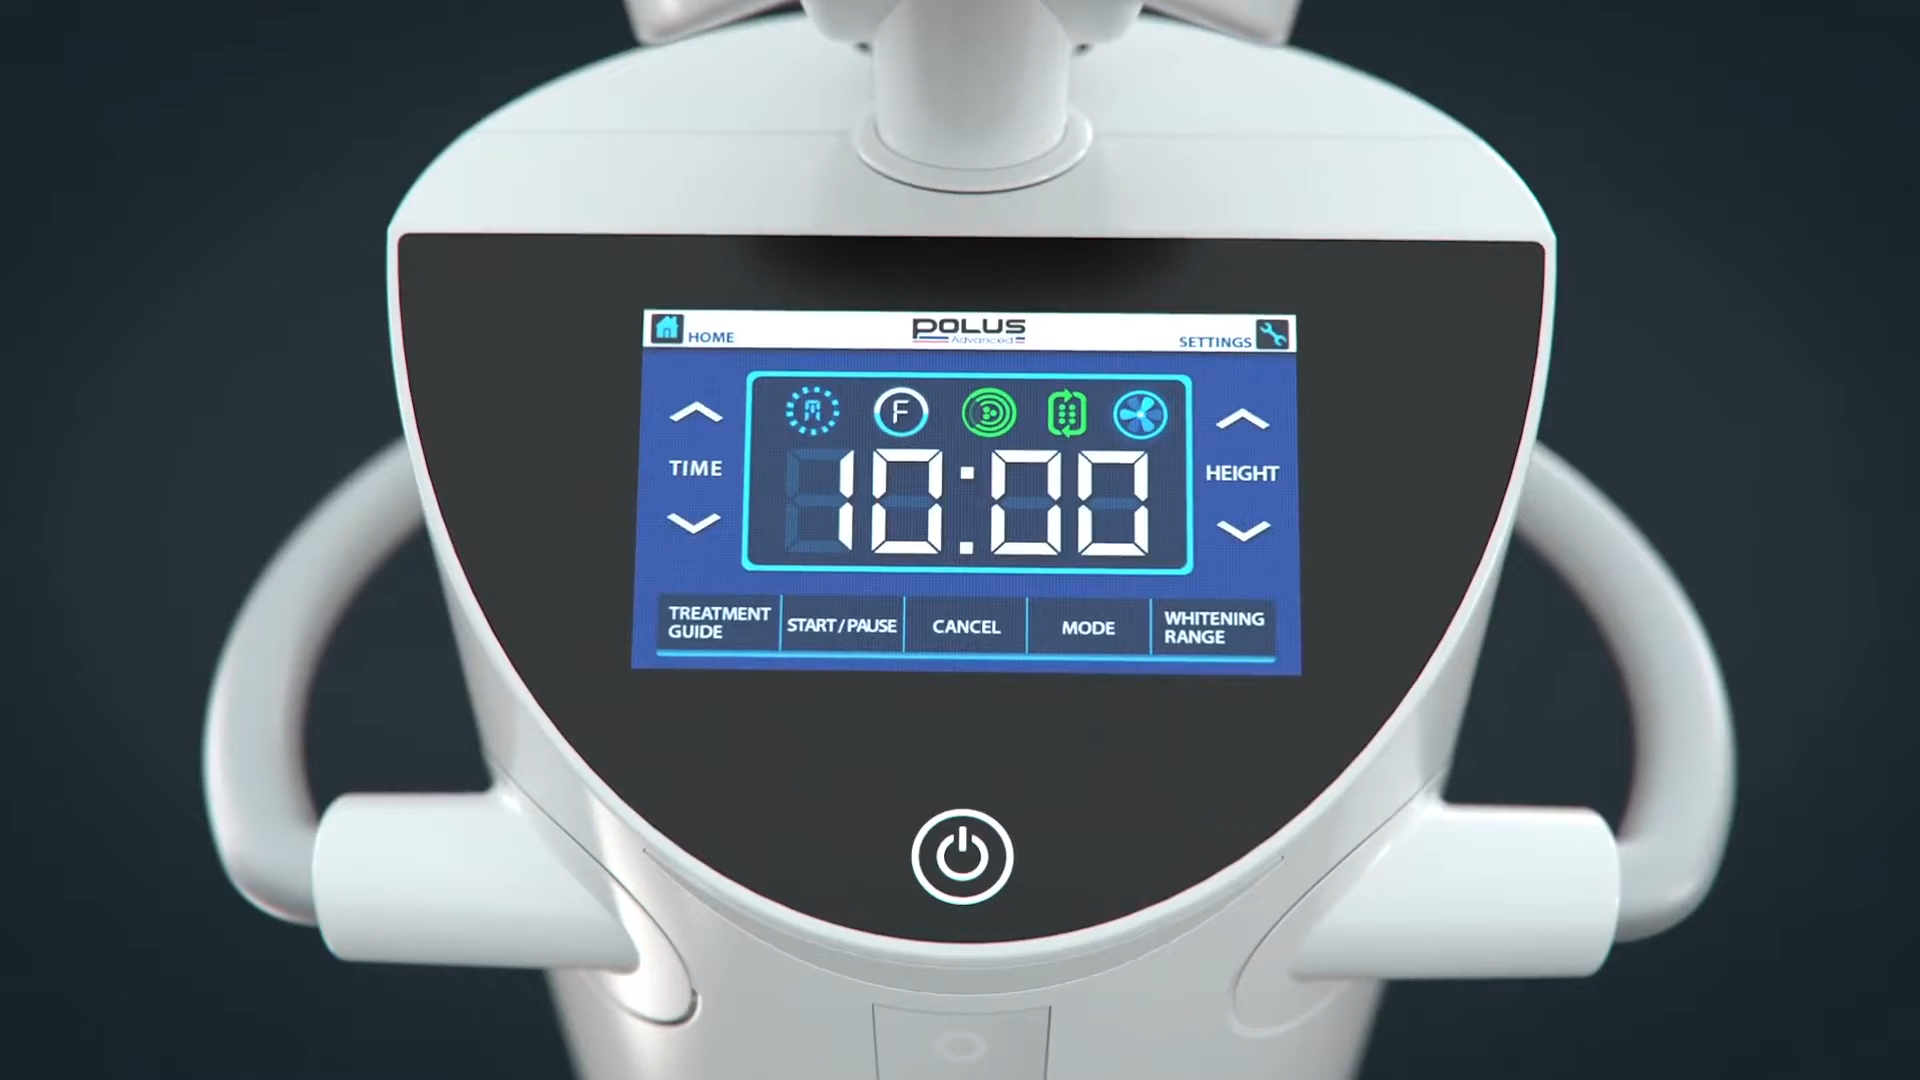 HOME
POLUS
Advanced
SETTINGS
F
TIME
10:00
HEIGHT
TREATMENT
GUIDE
START / PAUSE
CANCEL
MODE
WHITENING
RANGE